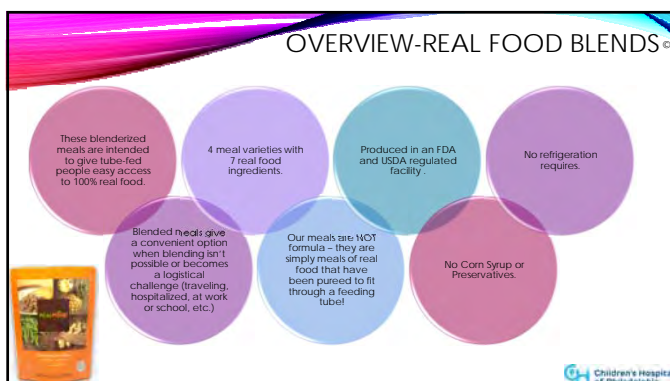 OVERVIEW-REAL FOOD BLENDS ©
These blenderized
meals are intended
to give tube-fed
people easy access
to 100% real food.
4 meal varieties with
7 real food
ingredients.
Produced in an FDA
and USDA regulated
facility .
No refrigeration
requires.
Blended meals give
a convenient option
when blending isn't
possible or becomes
a logistical
challenge (traveling,
hospitalized, at work
or school, etc.)
Our meals are NOT
formula – they are
simply meals of real
food that have
been pureed to fit
through a feeding
tube!
No Corn Syrup or
Preservatives.
Children's Hospital
of Philadelphia